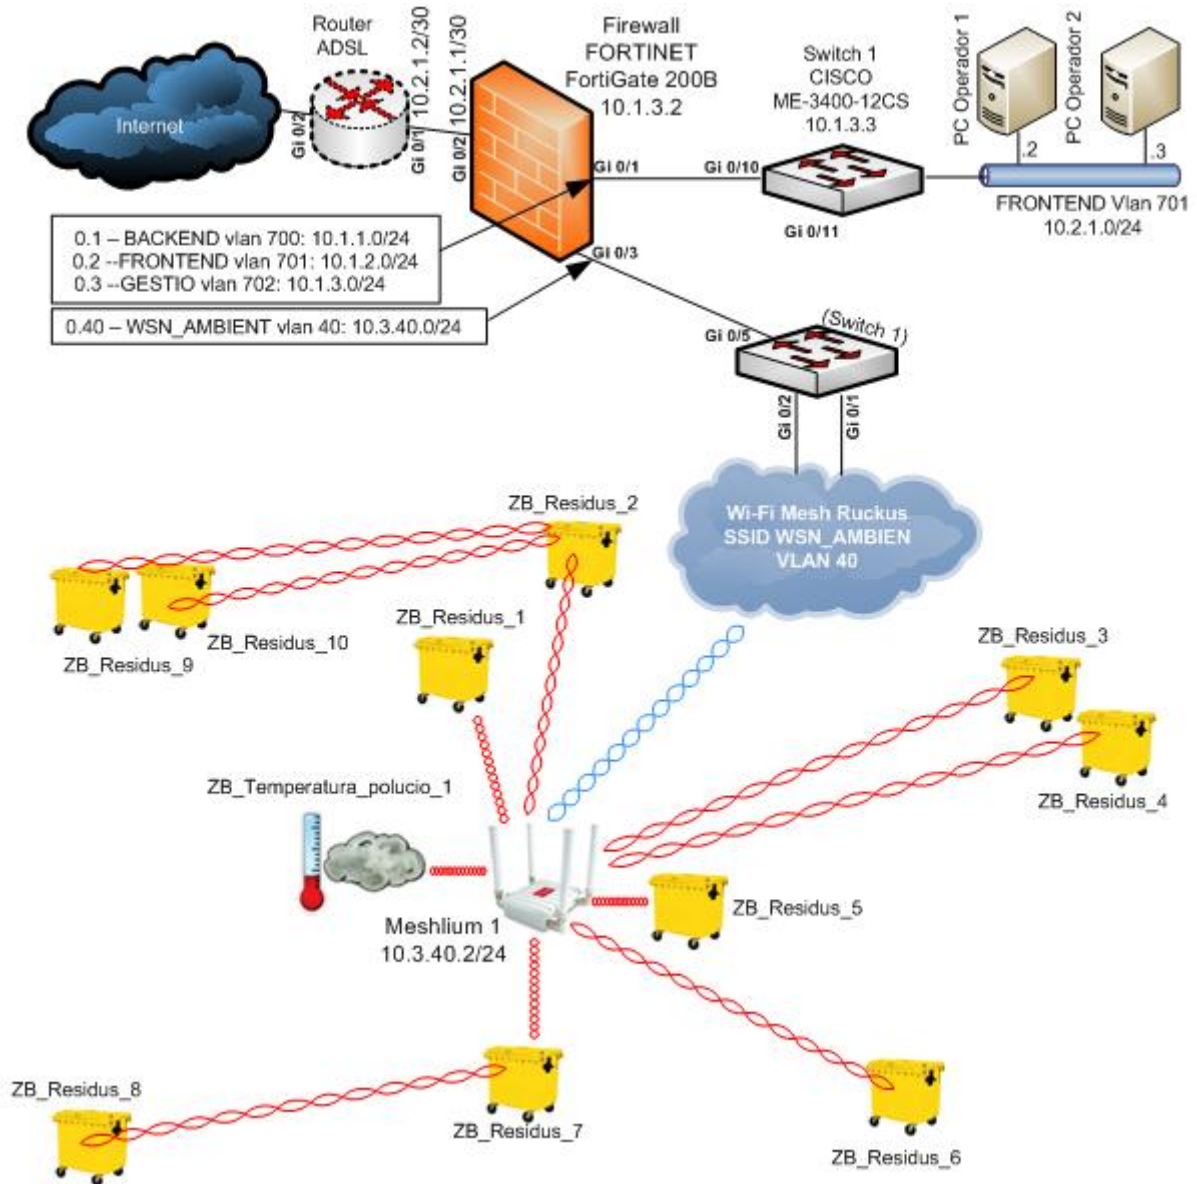 Router
ADSL
Internet
Gi 0/2
Gi 0/1
10.2.1.2/30
10.2.1.1/30
Gi 0/2
Firewall
FORTINET
FortiGate 200B
10.1.3.2
Gi 0/1
Gi 0/3
Switch 1
CISCO
ME-3400-12CS
10.1.3.3
Gi 0/10
Gi 0/11
PC Operador 1
PC Operador 2
.2
.3
FRONTEND Vlan 701
10.2.1.0/24
0.1 – BACKEND vlan 700: 10.1.1.0/24
0.2 --FRONTEND vlan 701: 10.1.2.0/24
0.3 --GESTIO vlan 702: 10.1.3.0/24
0.40 – WSN_AMBIENT vlan 40: 10.3.40.0/24
(Switch 1)
Gi 0/5
Gi 0/2
Gi 0/1
Wi-Fi Mesh Ruckus
SSID WSN_AMBIEN
VLAN 40
ZB_Residus_2
ZB_Residus_1
ZB_Residus_10
ZB_Residus_9
ZB_Residus_3
ZB_Residus_4
ZB_Temperatura_polucio_1
Meshlium 1
10.3.40.2/24
ZB_Residus_5
ZB_Residus_8
ZB_Residus_7
ZB_Residus_6